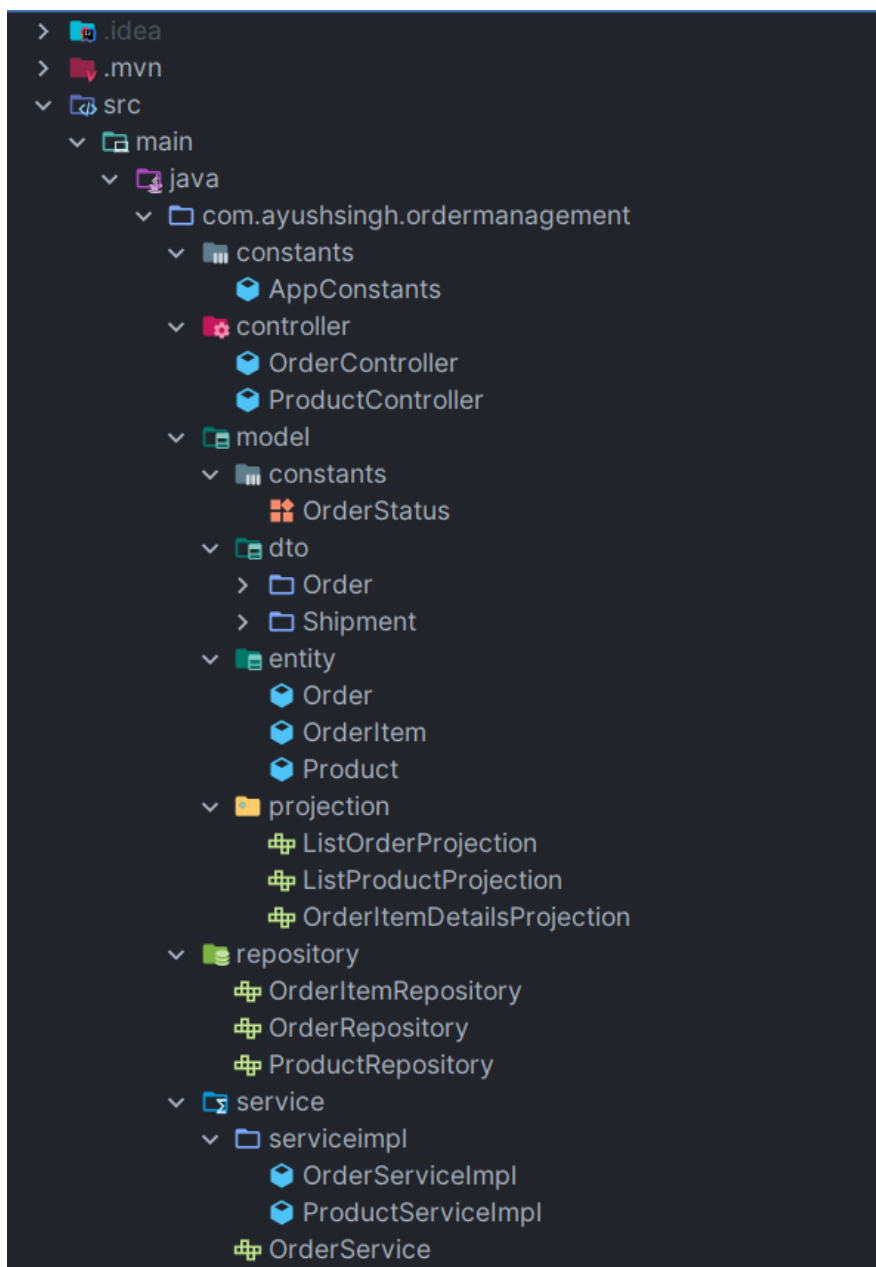 .idea
.mvn
src
main
java
com.ayushsingh.ordermanagement
constants
AppConstants
controller
OrderController
ProductController
model
constants
OrderStatus
dto
Order
Shipment
entity
Order
OrderItem
Product
projection
ListOrderProjection
ListProductProjection
OrderItemDetailsProjection
repository
OrderItemRepository
OrderRepository
ProductRepository
service
serviceimpl
OrderServiceImpl
ProductServiceImpl
OrderService